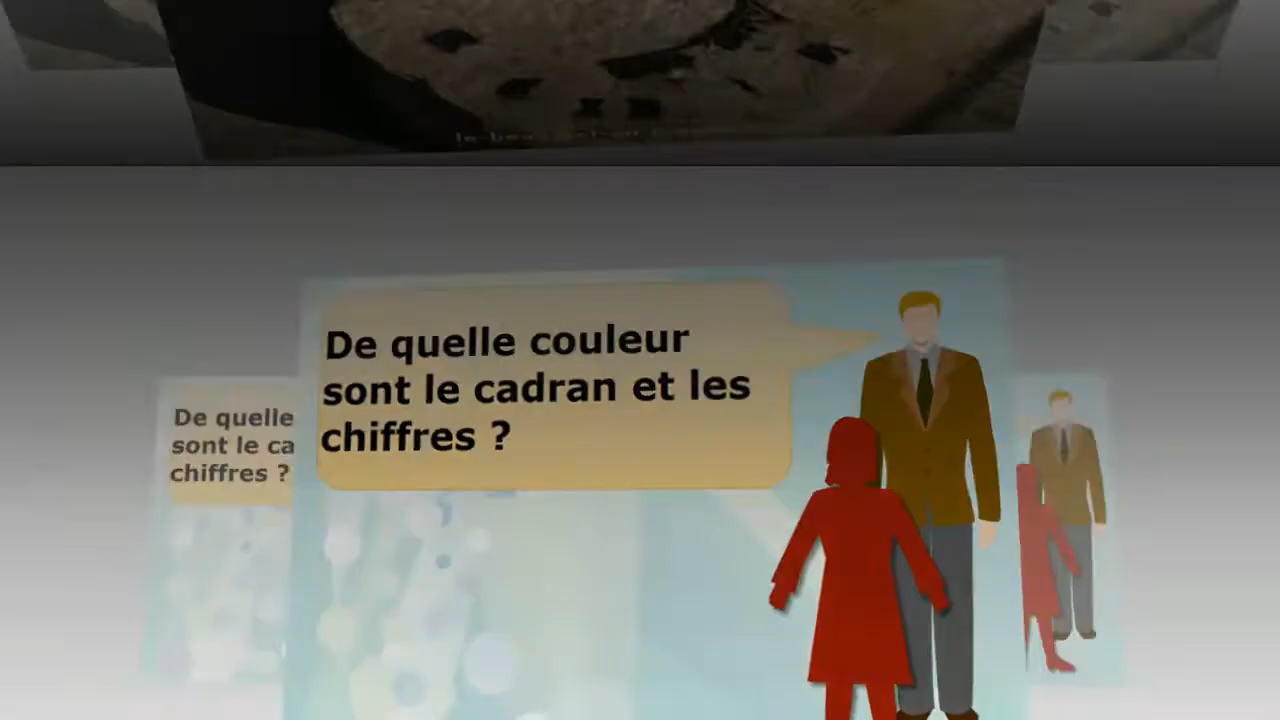 De quelle couleur
sont le cadran et les
chiffres ?
De quelle
sont le ca
chiffres ?